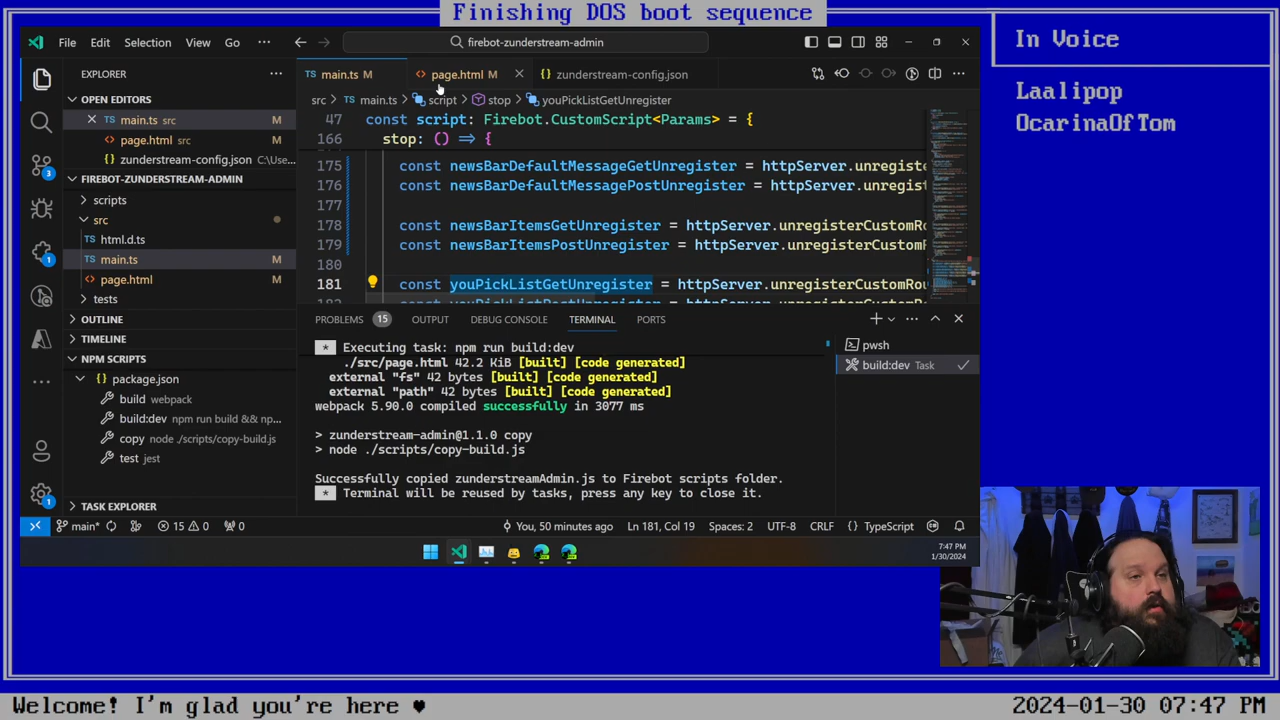 Finishing DOS boot sequence
In Voice
Laalipop
OcarinaOfTom
File Edit Selection View Go
firebot-zunderstream-admin
EXPLORER
main.ts M
page.html M
zunderstream-config.json
OPEN EDITORS
src > main.ts > script > stop > youPickListGetUnregister
main.ts src M
page.html src M
zunderstream-config.json C:\Use...
FIREBOT-ZUNDERSTREAM-ADM...
scripts
src
html.d.ts
main.ts
page.html
tests
OUTLINE
TIMELINE
NPM SCRIPTS
package.json
build webpack
build:dev npm run build && np...
copy node ./scripts/copy-build.js
test jest
TASK EXPLORER
47 const script: Firebot.CustomScript<Params> = {
166 stop: () => {
175 const newsBarDefaultMessageGetUnregister = httpServer.unregiste
176 const newsBarDefaultMessagePostUnregister = httpServer.unregist
177
178 const newsBarItemsGetUnregister = httpServer.unregisterCustomRo
179 const newsBarItemsPostUnregister = httpServer.unregisterCustomR
180
181 const youPickListGetUnregister = httpServer.unregisterCustomRou
PROBLEMS 15 OUTPUT DEBUG CONSOLE TERMINAL PORTS
* Executing task: npm run build:dev
./src/page.html 42.2 KiB [built] [code generated]
external "fs" 42 bytes [built] [code generated]
external "path" 42 bytes [built] [code generated]
webpack 5.90.0 compiled successfully in 3077 ms
> zunderstream-admin@1.1.0 copy
> node ./scripts/copy-build.js
Successfully copied zunderstreamAdmin.js to Firebot scripts folder.
* Terminal will be reused by tasks, press any key to close it.
pwsh
build:dev Task
main* 15 0 0 You, 50 minutes ago Ln 181, Col 19 Spaces: 2 UTF-8 CRLF {} TypeScript
7:47 PM
1/30/2024
Welcome! I'm glad you're here ♥
2024-01-30 07:47 PM